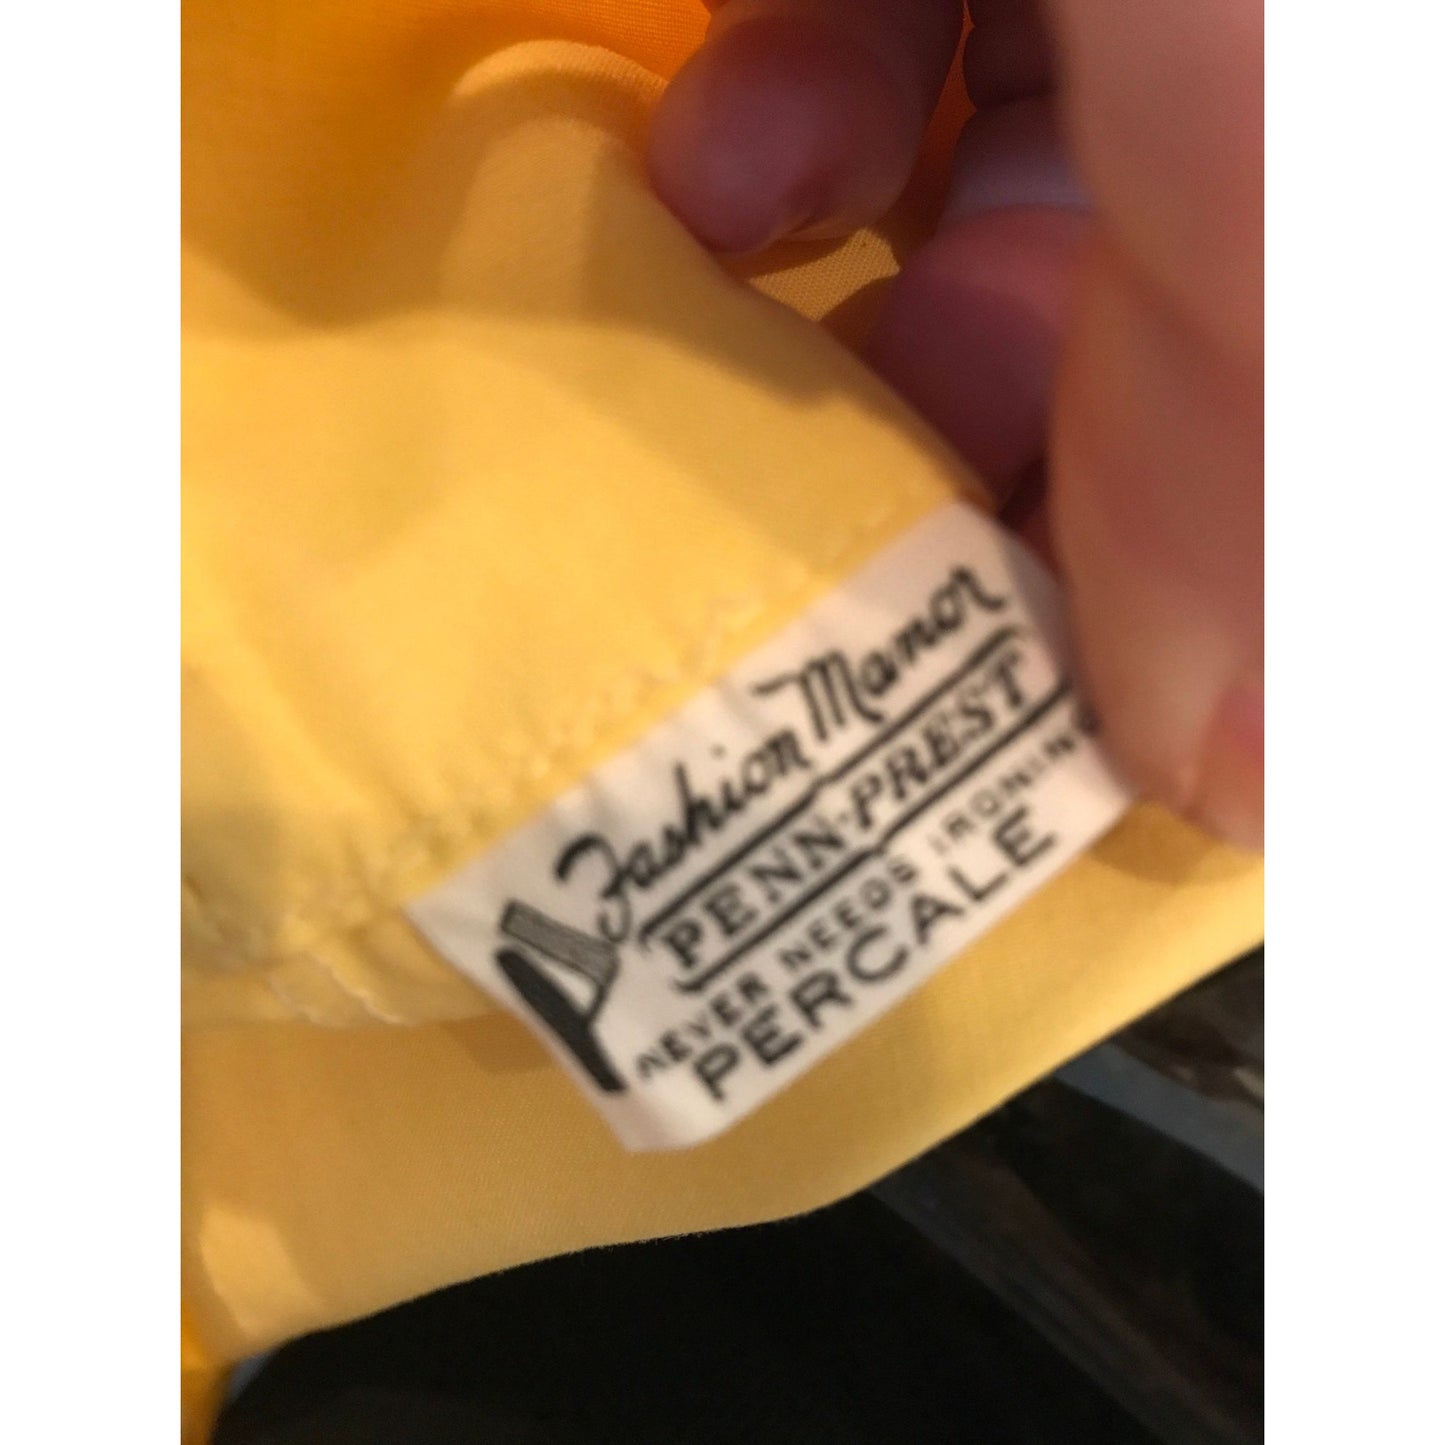 Fashion Manor
PENN-PREST
NEVER NEEDS IRONING
PERCALE